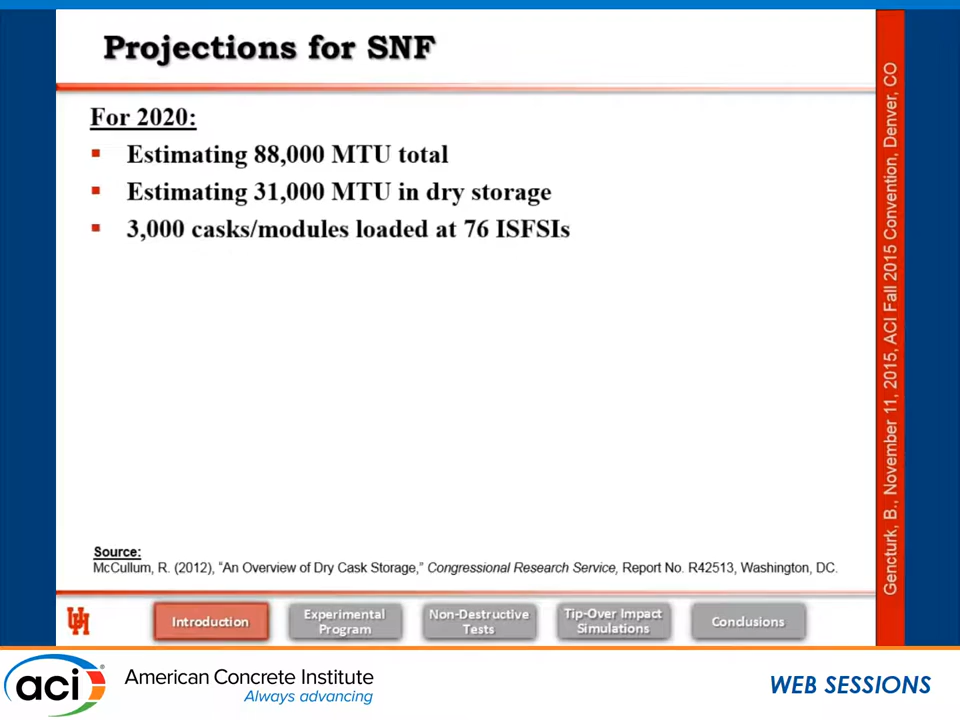 Projections for SNF
For 2020:
▪ Estimating 88,000 MTU total
▪ Estimating 31,000 MTU in dry storage
▪ 3,000 casks/modules loaded at 76 ISFSIs
Source:
McCullum, R. (2012), “An Overview of Dry Cask Storage,” Congressional Research Service, Report No. R42513, Washington, DC.
Gencturk, B., November 11, 2015, ACI Fall 2015 Convention, Denver, CO
UH
Introduction
Experimental
Program
Non-Destructive
Tests
Tip-Over Impact
Simulations
Conclusions
aci®
American Concrete Institute
Always advancing
WEB SESSIONS